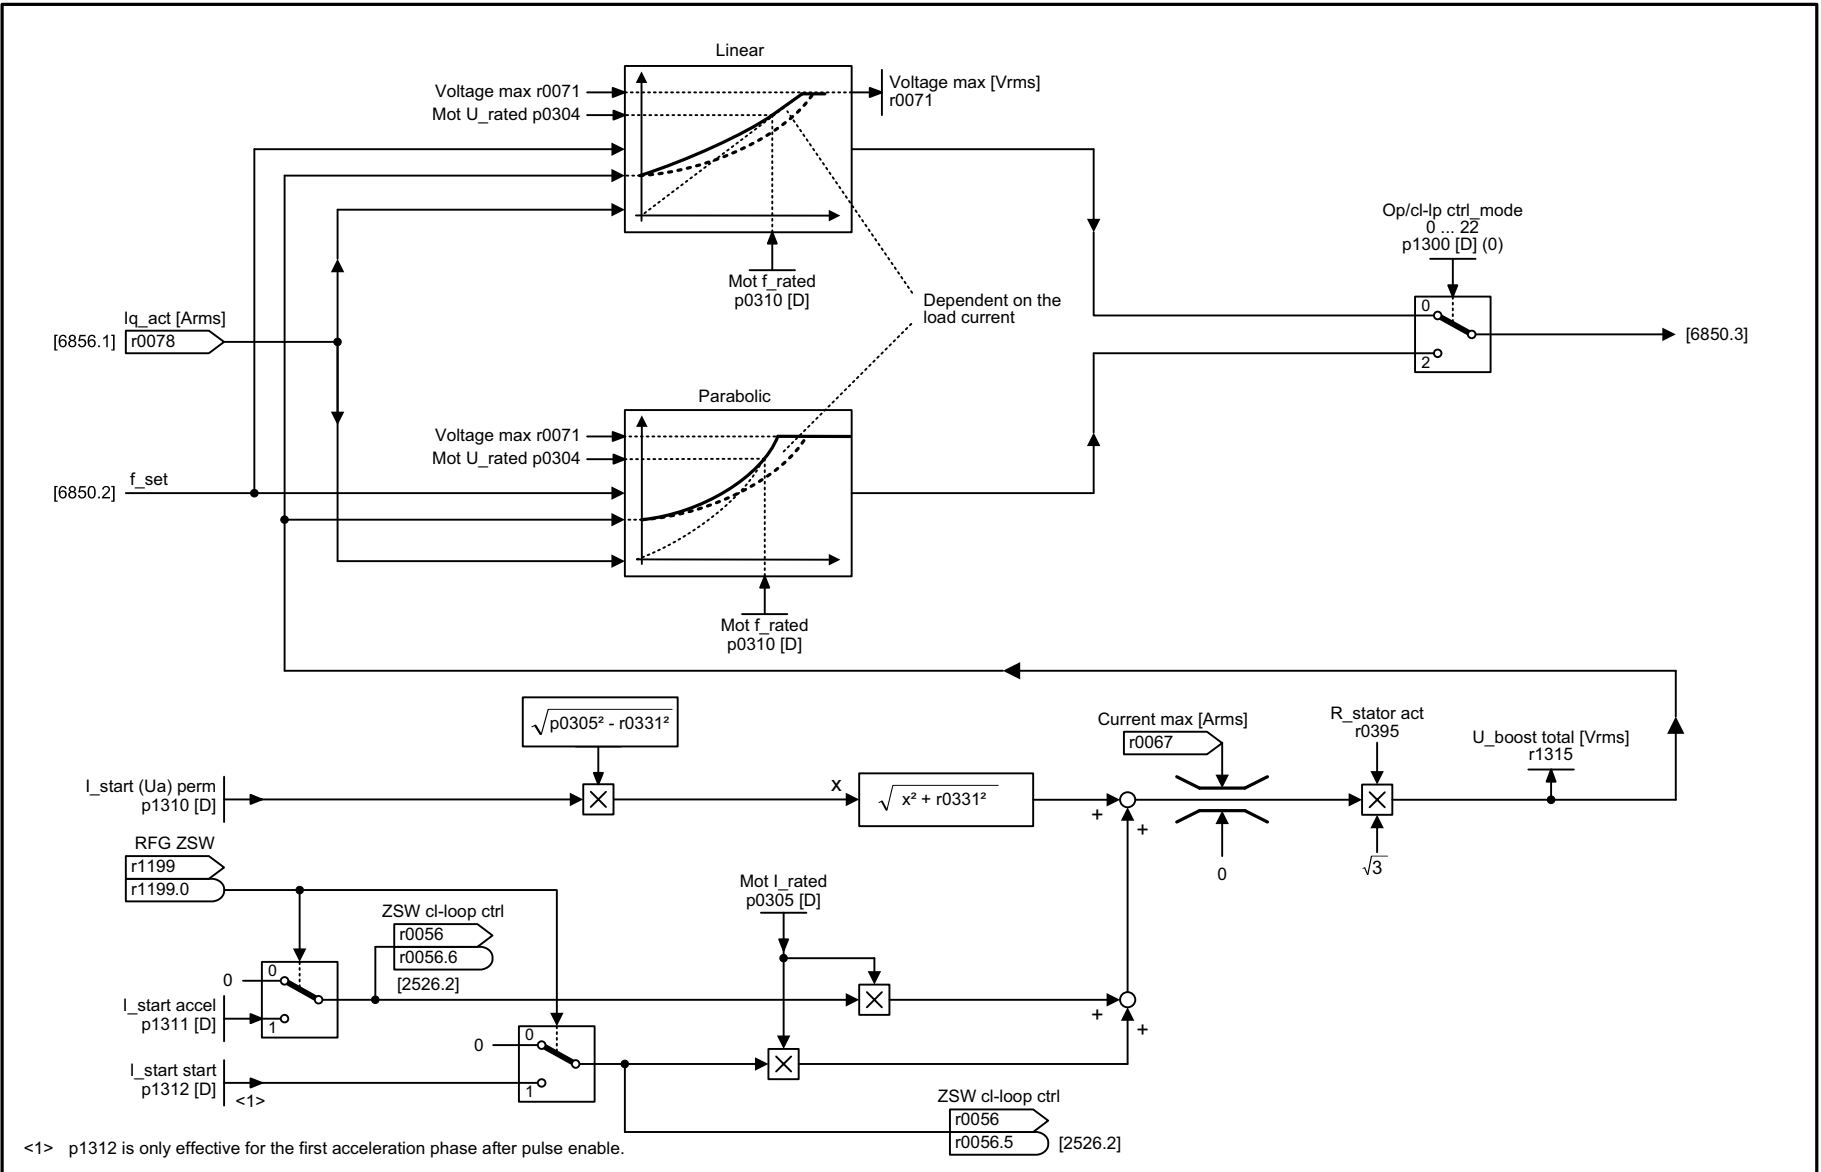 Linear
Voltage max r0071
Mot U_rated p0304
Voltage max [Vrms]
r0071
Mot f_rated
p0310 [D]
Op/cl-lp ctrl_mode
0 ... 22
p1300 [D] (0)
0
2
[6850.3]
Dependent on the
load current
Iq_act [Arms]
[6856.1]
r0078
Parabolic
Voltage max r0071
Mot U_rated p0304
[6850.2]
f_set
Mot f_rated
p0310 [D]
√p0305² - r0331²
I_start (Ua) perm
p1310 [D]
x
√x² + r0331²
+
+
Current max [Arms]
r0067
0
R_stator act
r0395
√3
U_boost total [Vrms]
r1315
RFG ZSW
r1199
r1199.0
ZSW cl-loop ctrl
r0056
r0056.6
[2526.2]
Mot I_rated
p0305 [D]
0
0
1
I_start accel
p1311 [D]
+
+
0
0
1
I_start start
p1312 [D]
<1>
ZSW cl-loop ctrl
r0056
r0056.5
[2526.2]
<1> p1312 is only effective for the first acceleration phase after pulse enable.